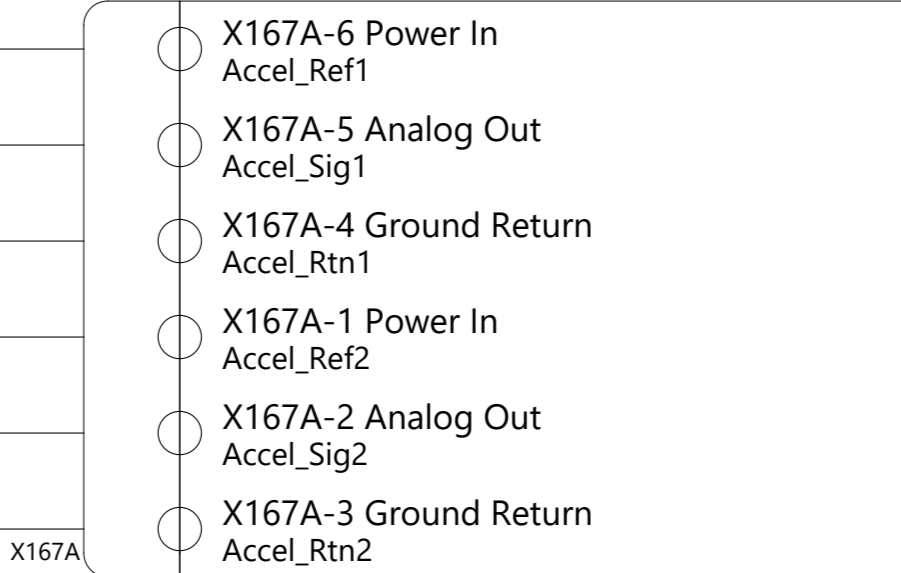 X167A-6 Power In
Accel_Ref1
X167A-5 Analog Out
Accel_Sig1
X167A-4 Ground Return
Accel_Rtn1
X167A-1 Power In
Accel_Ref2
X167A-2 Analog Out
Accel_Sig2
X167A-3 Ground Return
Accel_Rtn2
X167A